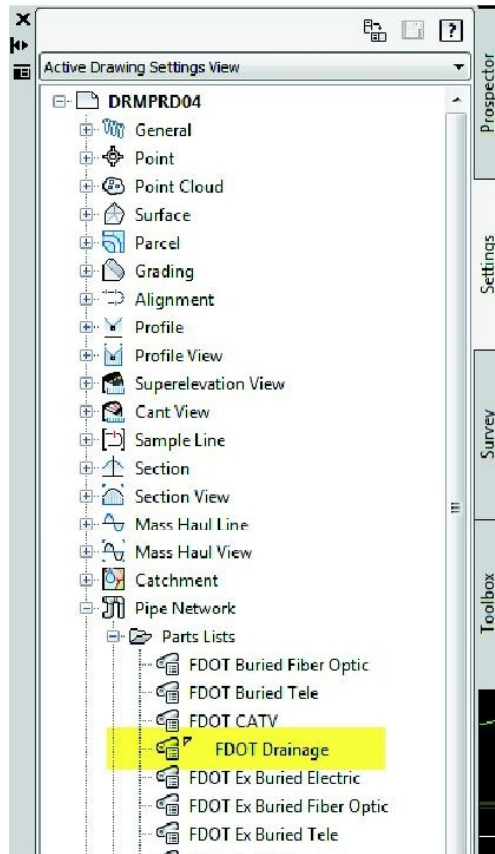 Active Drawing Settings View
DRMPRD04
General
Point
Point Cloud
Surface
Parcel
Grading
Alignment
Profile
Profile View
Superelevation View
Cant View
Sample Line
Section
Section View
Mass Haul Line
Mass Haul View
Catchment
Pipe Network
Parts Lists
FDOT Buried Fiber Optic
FDOT Buried Tele
FDOT CATV
FDOT Drainage
FDOT Ex Buried Electric
FDOT Ex Buried Fiber Optic
FDOT Ex Buried Tele
Prospector
Settings
Survey
Toolbox